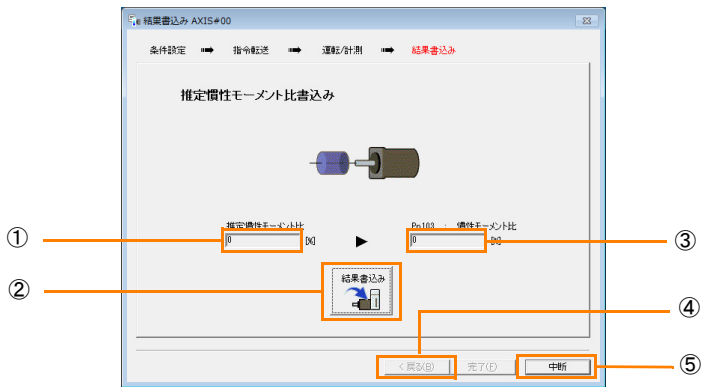 結果書込み AXIS#00
条件設定 ➠ 指令転送 ➠ 運転/計測 ➠ 結果書込み
推定慣性モーメント比書込み
推定慣性モーメント比
Pn103 : 慣性モーメント比
① 0 [%] ▶ 0 [%] ③
② 結果書込み
④
< 戻る(B) 完了(F) 中断 ⑤